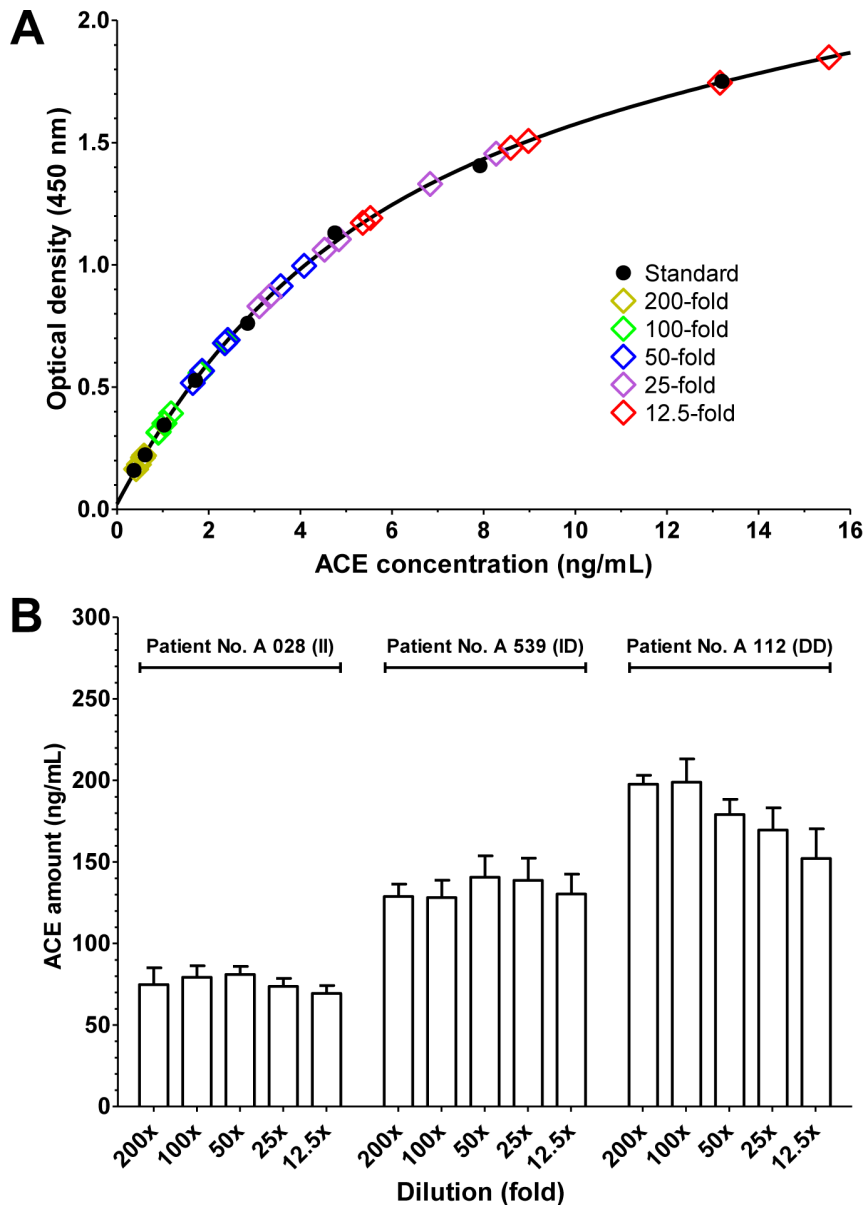 A
2.0
1.5
1.0
0.5
0.0
Optical density (450 nm)
Standard
200-fold
100-fold
50-fold
25-fold
12.5-fold
0 2 4 6 8 10 12 14 16
ACE concentration (ng/mL)
B
300
250
200
150
100
50
0
ACE amount (ng/mL)
Patient No. A 028 (II) Patient No. A 539 (ID) Patient No. A 112 (DD)
200x 100x 50x 25x 12.5x 200x 100x 50x 25x 12.5x 200x 100x 50x 25x 12.5x
Dilution (fold)